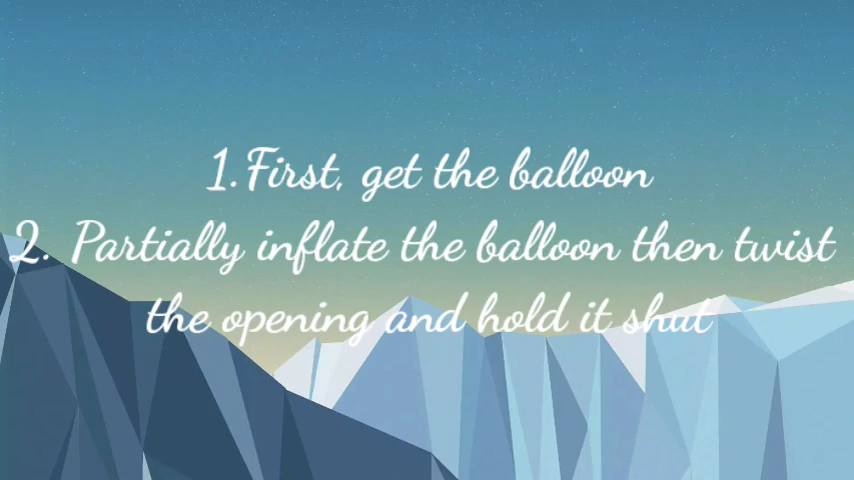 1.First, get the balloon
2. Partially inflate the balloon then twist
the opening and hold it shut